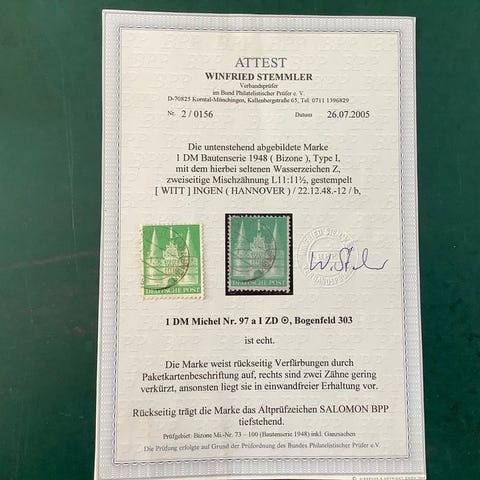 ATTEST
WINFRIED STEMMLER
Verbandsprüfer
im Bund Philatelistischer Prüfer e. V.
D-70825 Korntal-Münchingen, Kallenbergstraße 65, Tel. 0711 1396829
Nr. 2 / 0156 Datum 26.07.2005
Die untenstehend abgebildete Marke
1 DM Bautenserie 1948 ( Bizone ), Type I,
mit dem hierbei seltenen Wasserzeichen Z,
zweiseitige Mischzähnung L11:11½, gestempelt
[ WITT ] INGEN ( HANNOVER ) / 22.12.48.-12 / b,
DEUTSCHE POST
DEUTSCHE POST
1 DM Michel Nr. 97 a I ZD ⊙, Bogenfeld 303
ist echt.
Die Marke weist rückseitig Verfärbungen durch
Paketkartenbeschriftung auf, rechts sind zwei Zähne gering
verkürzt, ansonsten liegt sie in einwandfreier Erhaltung vor.
Rückseitig trägt die Marke das Altprüfzeichen SALOMON BPP
tiefstehend.
Prüfgebiet: Bizone Mi.-Nr. 73 – 100 (Bautenserie 1948) inkl. Ganzsachen
Die Prüfung erfolgte auf Grund der Prüfordnung des Bundes Philatelistischer Prüfer e.V.